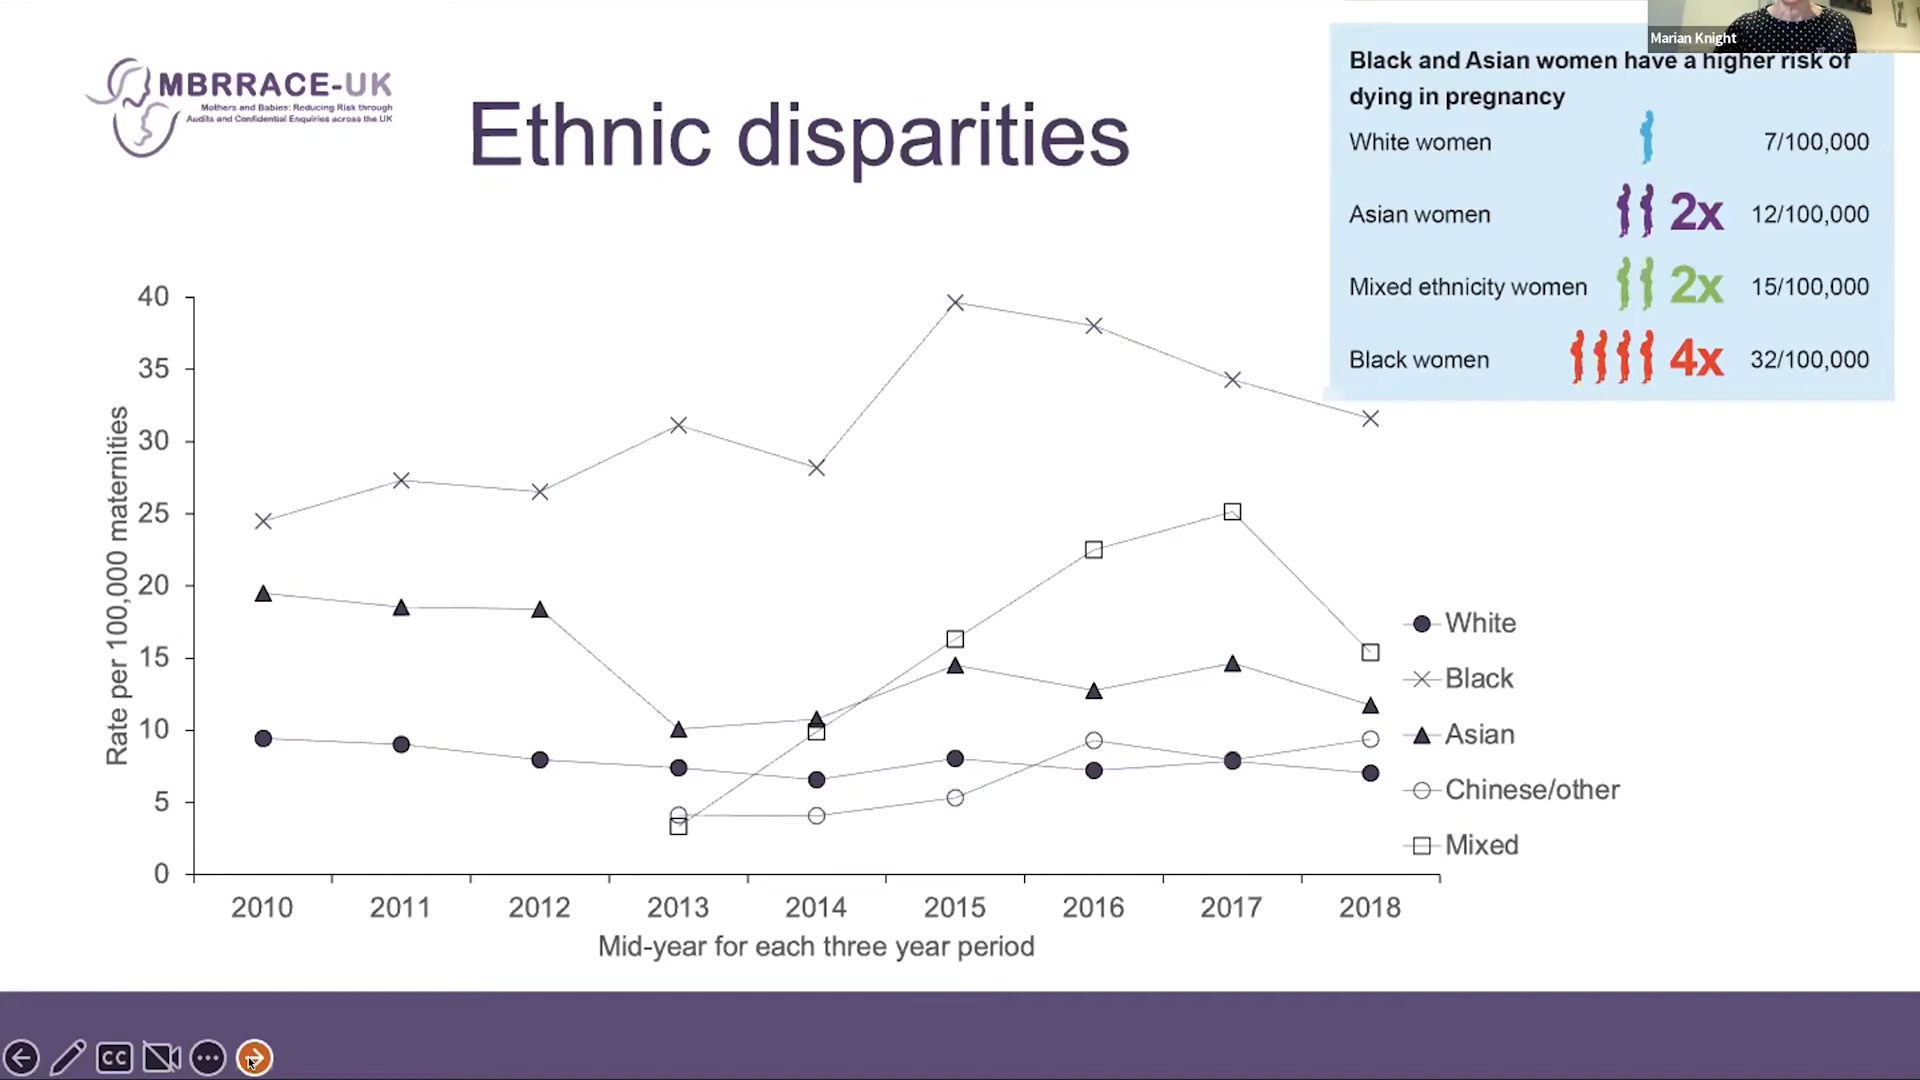 MBRRACE-UK
Mothers and Babies: Reducing Risk through
Audits and Confidential Enquiries across the UK
Ethnic disparities
Marian Knight
Black and Asian women have a higher risk of
dying in pregnancy
White women 7/100,000
Asian women 2x 12/100,000
Mixed ethnicity women 2x 15/100,000
Black women 4x 32/100,000
Rate per 100,000 maternities
40
35
30
25
20
15
10
5
0
2010 2011 2012 2013 2014 2015 2016 2017 2018
Mid-year for each three year period
White
Black
Asian
Chinese/other
Mixed
CC